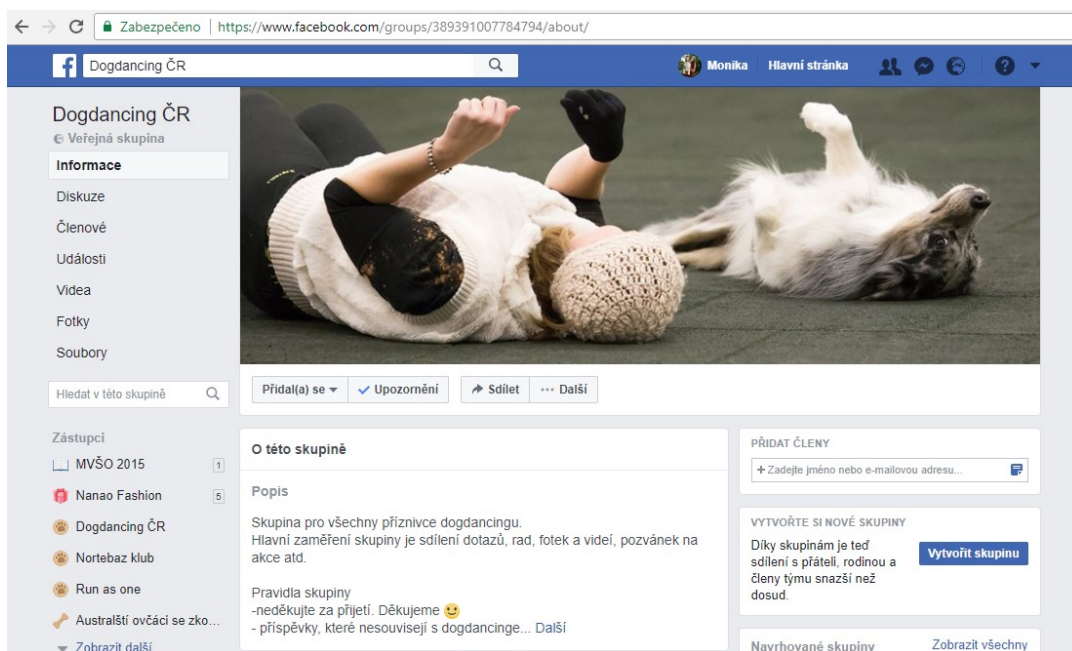 Zabezpečeno | https://www.facebook.com/groups/389391007784794/about/
Dogdancing ČR
Monika
Hlavní stránka
Dogdancing ČR
Veřejná skupina
Informace
Diskuze
Členové
Události
Videa
Fotky
Soubory
Hledat v této skupině
Zástupci
MVŠO 2015 1
Nanao Fashion 5
Dogdancing ČR
Nortebaz klub
Run as one
Australští ovčáci se zko...
Zobrazit další
Přidal(a) se
Upozornění
Sdílet
··· Další
O této skupině
Popis
Skupina pro všechny příznivce dogdancingu.
Hlavní zaměření skupiny je sdílení dotazů, rad, fotek a videí, pozvánek na
akce atd.
Pravidla skupiny
-neděkujte za přijetí. Děkujeme 🙂
- příspěvky, které nesouvisejí s dogdancinge... Další
PŘIDAT ČLENY
+ Zadejte jméno nebo e-mailovou adresu...
VYTVOŘTE SI NOVÉ SKUPINY
Díky skupinám je teď
sdílení s přáteli, rodinou a
členy týmu snazší než
dosud.
Vytvořit skupinu
Navrhované skupiny
Zobrazit všechny